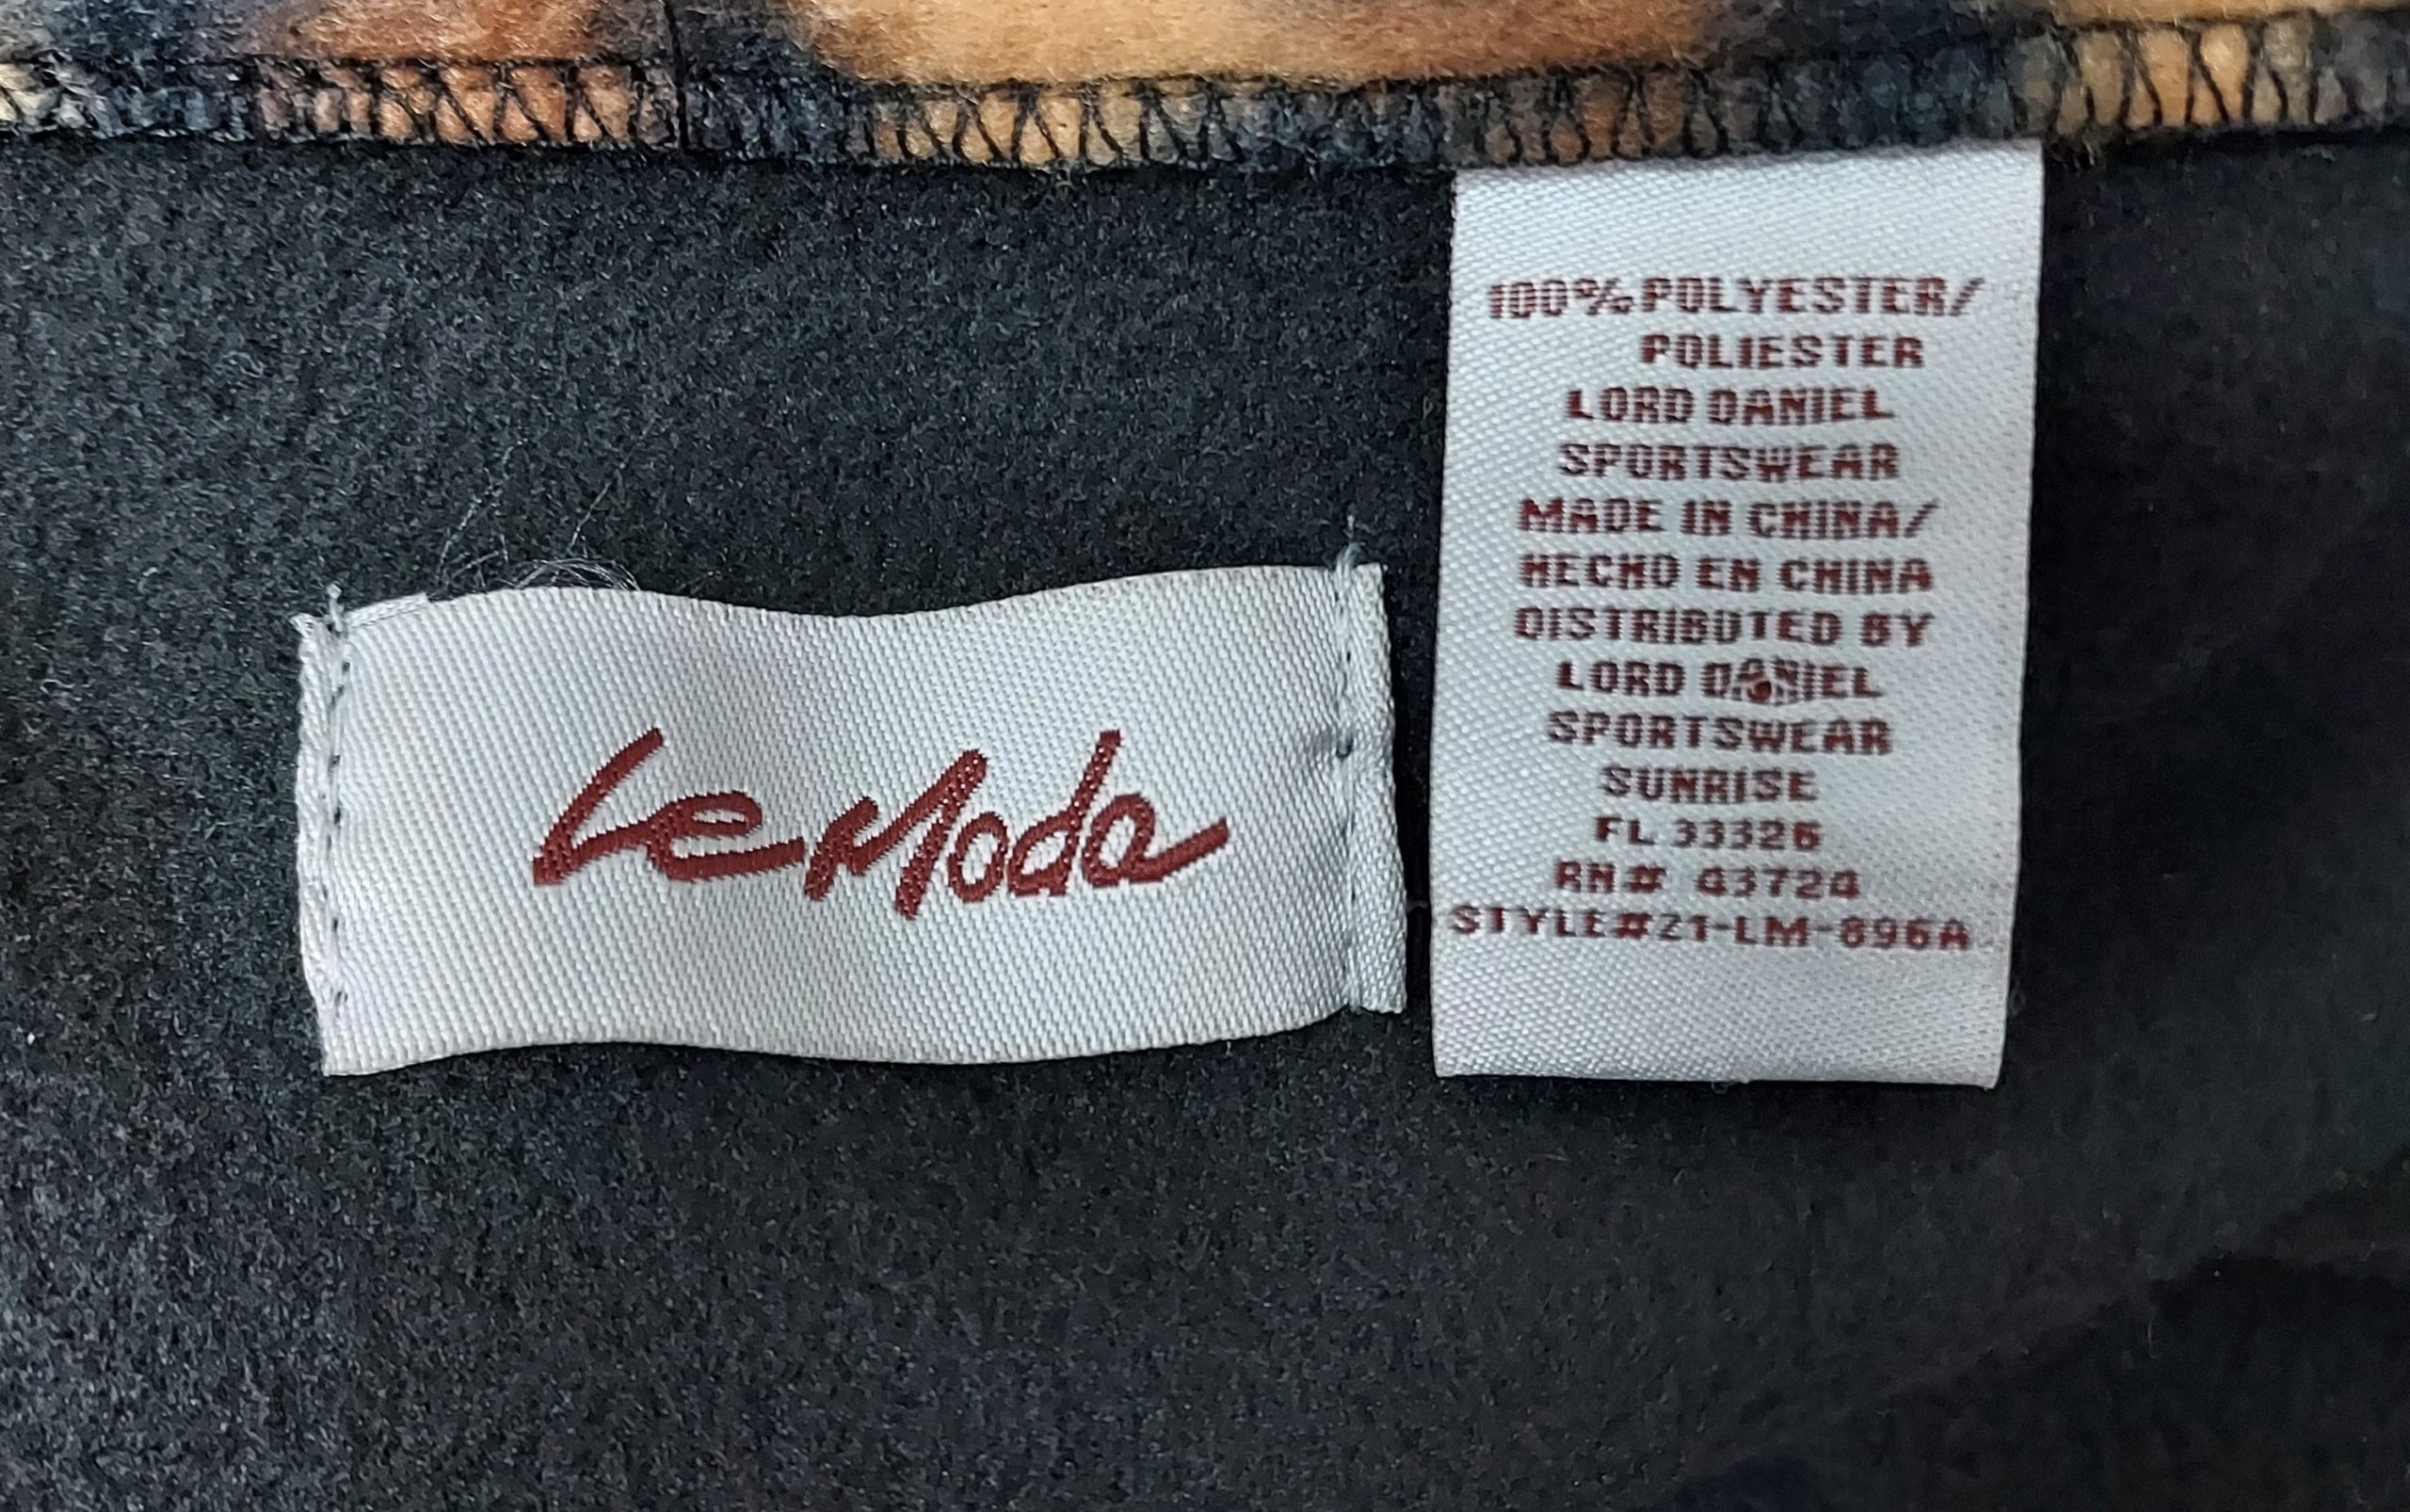 Le Moda
100% POLYESTER/
POLIESTER
LORD DANIEL
SPORTSWEAR
MADE IN CHINA/
HECHO EN CHINA
DISTRIBUTED BY
LORD DANIEL
SPORTSWEAR
SUNRISE
FL 33326
RN# 43724
STYLE#21-LM-896A